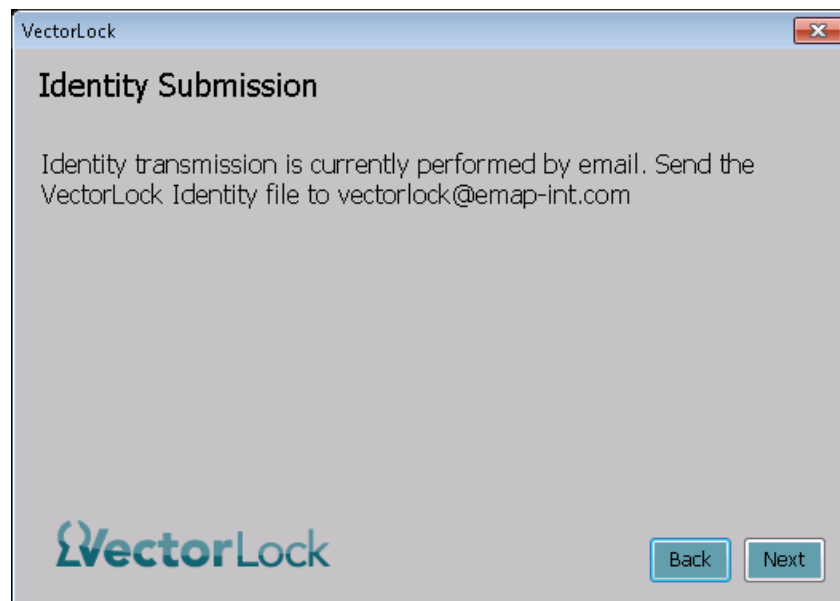 VectorLock
Identity Submission
Identity transmission is currently performed by email. Send the
VectorLock Identity file to vectorlock@emap-int.com
VectorLock
Back Next